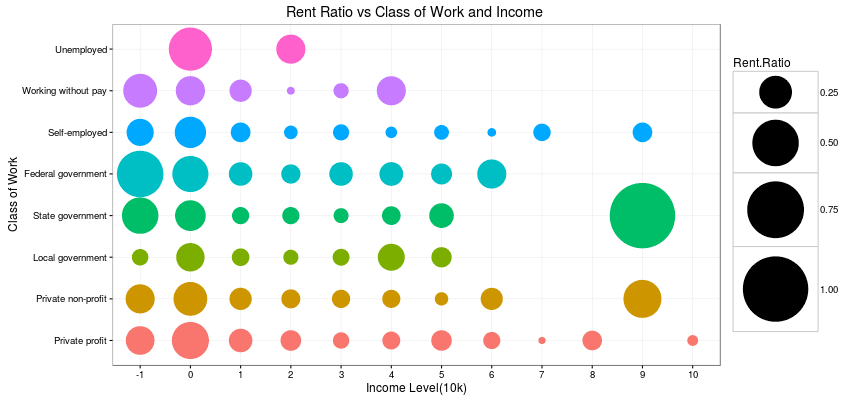 Rent Ratio vs Class of Work and Income
Class of Work
Unemployed
Working without pay
Self-employed
Federal government
State government
Local government
Private non-profit
Private profit
-1 0 1 2 3 4 5 6 7 8 9 10
Income Level(10k)
Rent.Ratio
0.25
0.50
0.75
1.00